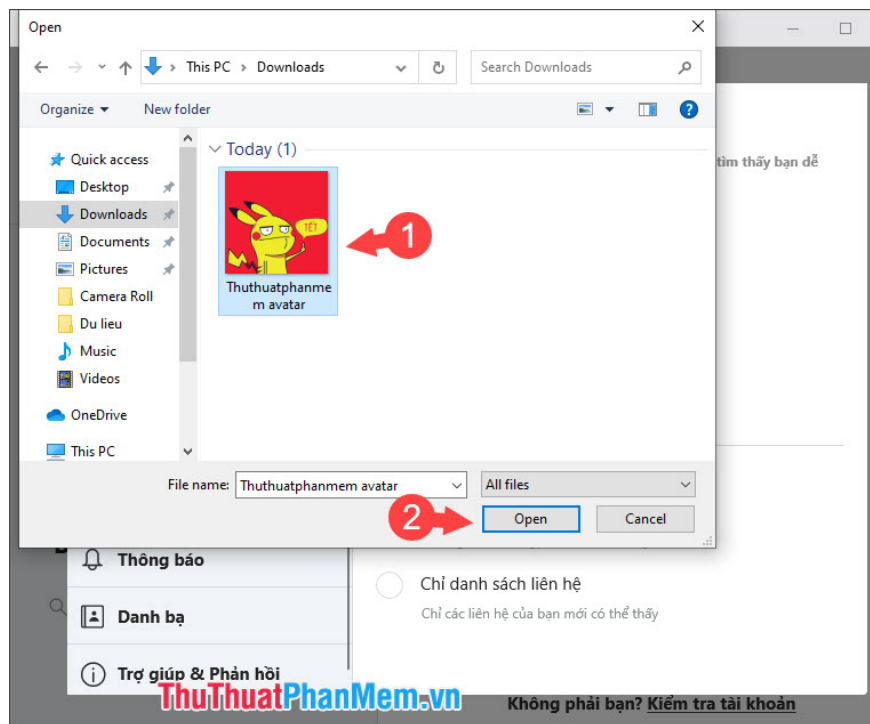 Open
This PC > Downloads
Search Downloads
Organize
New folder
?
Quick access
Desktop
Downloads
Documents
Pictures
Camera Roll
Du lieu
Music
Videos
OneDrive
This PC
Today (1)
TẾT
Thuthuatphanme
m avatar
1
File name:
Thuthuatphanmem avatar
All files
2
Open
Cancel
tìm thấy bạn dễ
Thông báo
Danh bạ
Trợ giúp & Phản hồi
Chỉ danh sách liên hệ
Chỉ các liên hệ của bạn mới có thể thấy
ThuThuatPhanMem.vn
Không phải bạn? Kiểm tra tài khoản